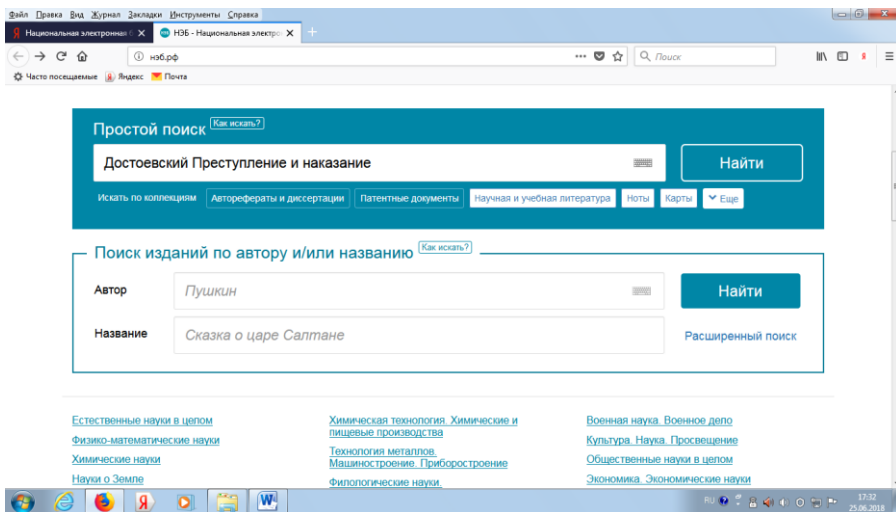 Файл Правка Вид Журнал Закладки Инструменты Справка
Национальная электронная б
НЭБ - Национальная электро
нэб.рф
Поиск
Часто посещаемые Яндекс Почта
Простой поиск Как искать?
Достоевский Преступление и наказание
Найти
Искать по коллекциям Авторефераты и диссертации Патентные документы Научная и учебная литература Ноты Карты Еще
Поиск изданий по автору и/или названию Как искать?
Автор Пушкин Найти
Название Сказка о царе Салтане Расширенный поиск
Естественные науки в целом
Физико-математические науки
Химические науки
Науки о Земле
Химическая технология. Химические и
пищевые производства
Технология металлов.
Машиностроение. Приборостроение
Филологические науки.
Военная наука. Военное дело
Культура. Наука. Просвещение
Общественные науки в целом
Экономика. Экономические науки
RU
17:32
25.06.2018